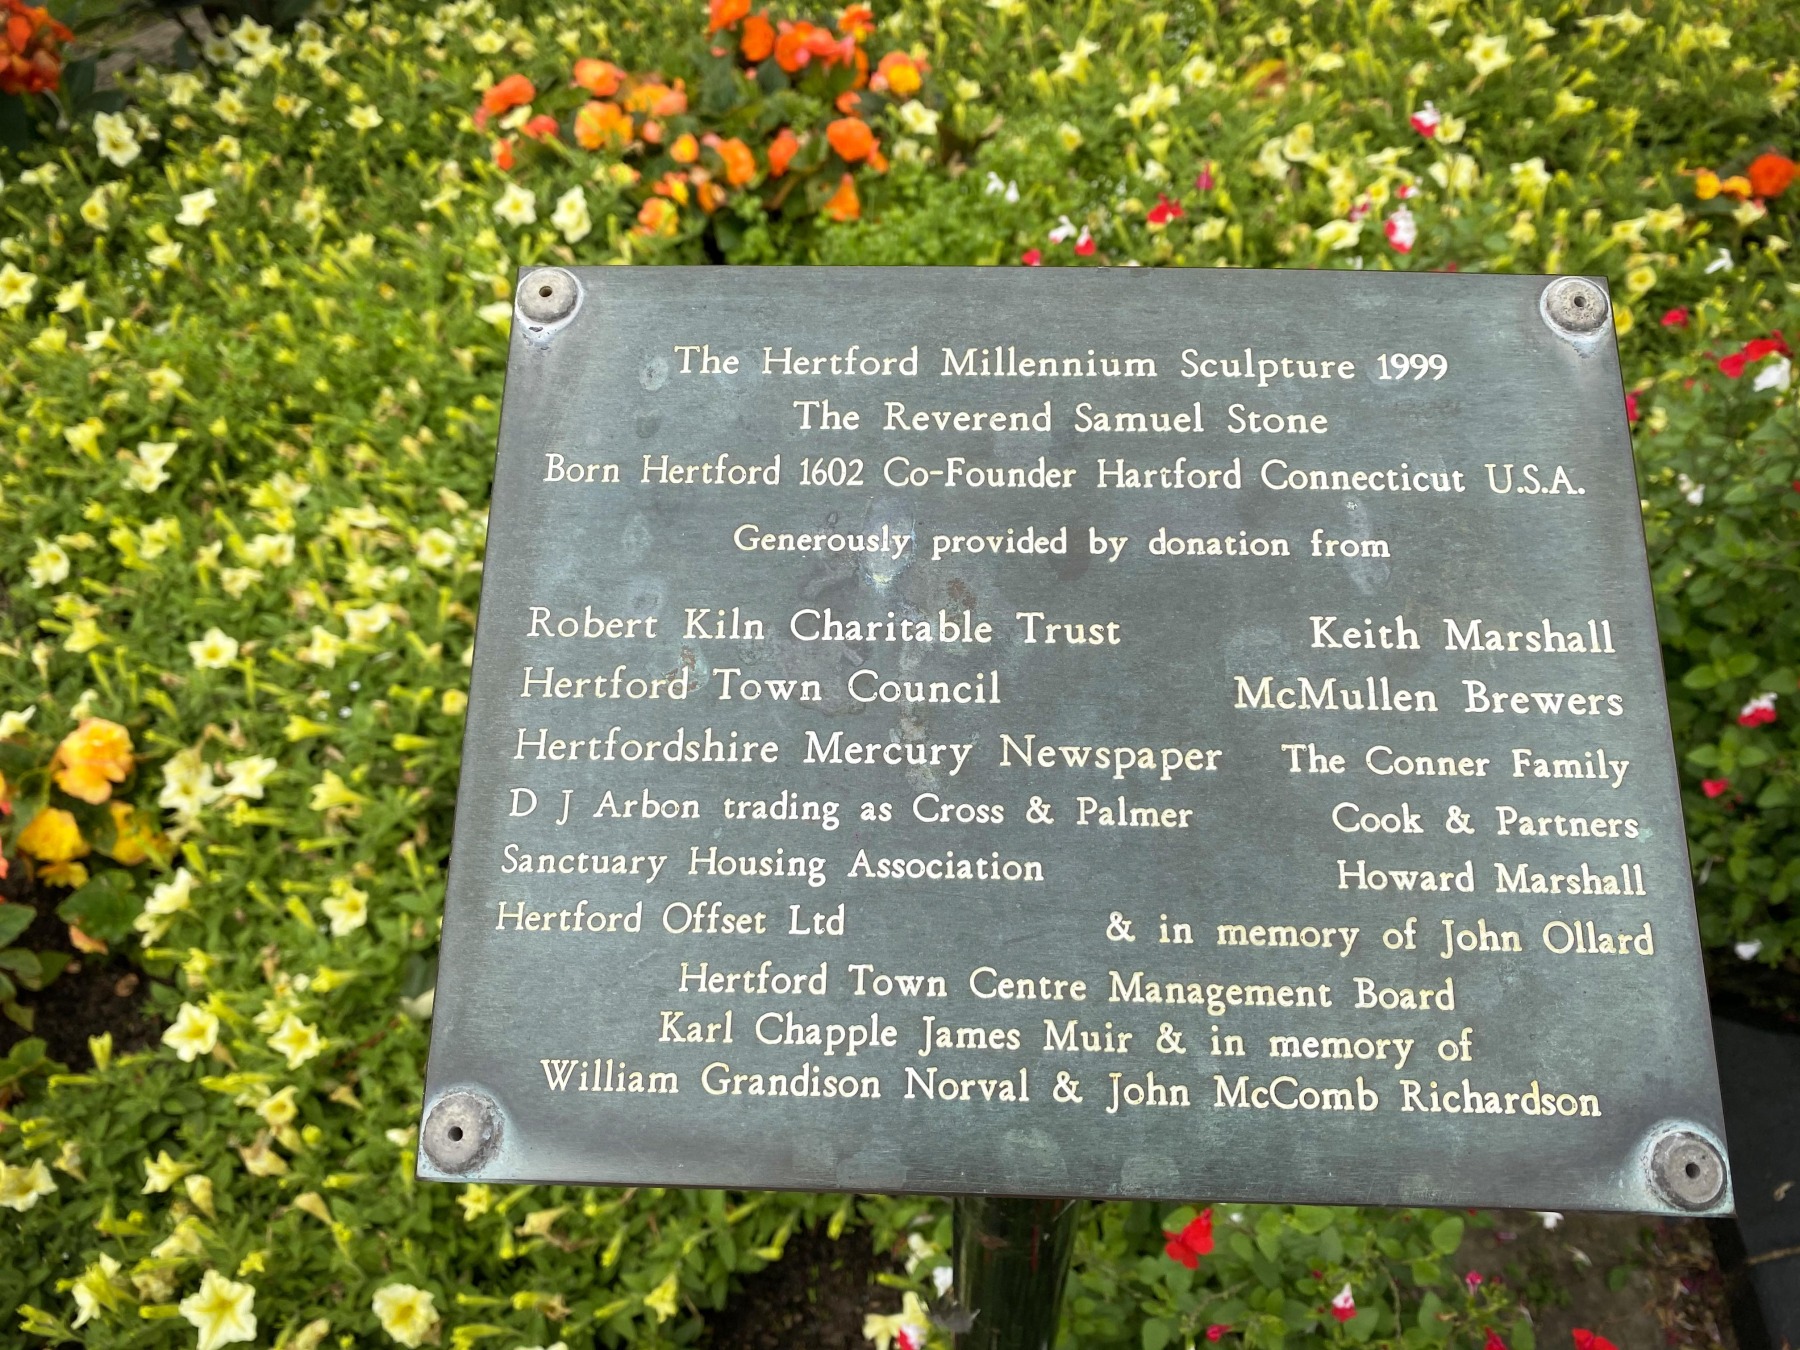 The Hertford Millennium Sculpture 1999
The Reverend Samuel Stone
Born Hertford 1602 Co-Founder Hartford Connecticut U.S.A.
Generously provided by donation from
Robert Kiln Charitable Trust Keith Marshall
Hertford Town Council McMullen Brewers
Hertfordshire Mercury Newspaper The Conner Family
D J Arbon trading as Cross & Palmer Cook & Partners
Sanctuary Housing Association Howard Marshall
Hertford Offset Ltd & in memory of John Ollard
Hertford Town Centre Management Board
Karl Chapple James Muir & in memory of
William Grandison Norval & John McComb Richardson